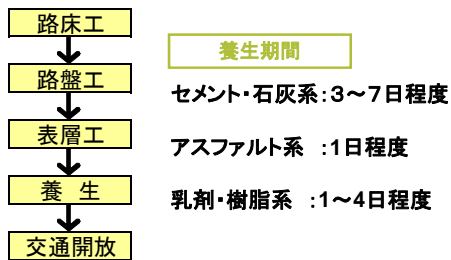 路床工
路盤工
表層工
養　生
交通開放
養生期間
セメント・石灰系：３～７日程度
アスファルト系　：1日程度
乳剤・樹脂系　：1～4日程度